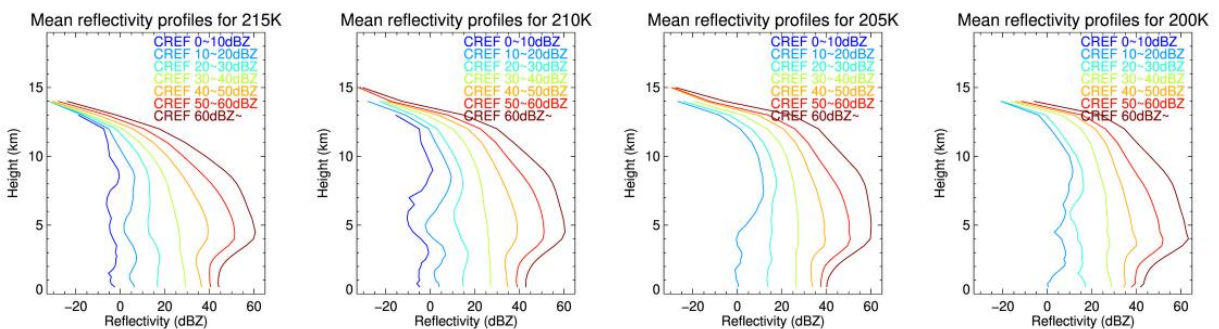 Mean reflectivity profiles for 215K
CREF 0~10dBZ
CREF 10~20dBZ
CREF 20~30dBZ
CREF 30~40dBZ
CREF 40~50dBZ
CREF 50~60dBZ
CREF 60dBZ~
Height (km)
15
10
5
0
−20 0 20 40 60
Reflectivity (dBZ)
Mean reflectivity profiles for 210K
CREF 0~10dBZ
CREF 10~20dBZ
CREF 20~30dBZ
CREF 30~40dBZ
CREF 40~50dBZ
CREF 50~60dBZ
CREF 60dBZ~
Height (km)
15
10
5
0
−20 0 20 40 60
Reflectivity (dBZ)
Mean reflectivity profiles for 205K
CREF 0~10dBZ
CREF 10~20dBZ
CREF 20~30dBZ
CREF 30~40dBZ
CREF 40~50dBZ
CREF 50~60dBZ
CREF 60dBZ~
Height (km)
15
10
5
0
−20 0 20 40 60
Reflectivity (dBZ)
Mean reflectivity profiles for 200K
CREF 0~10dBZ
CREF 10~20dBZ
CREF 20~30dBZ
CREF 30~40dBZ
CREF 40~50dBZ
CREF 50~60dBZ
CREF 60dBZ~
Height (km)
15
10
5
0
−20 0 20 40 60
Reflectivity (dBZ)